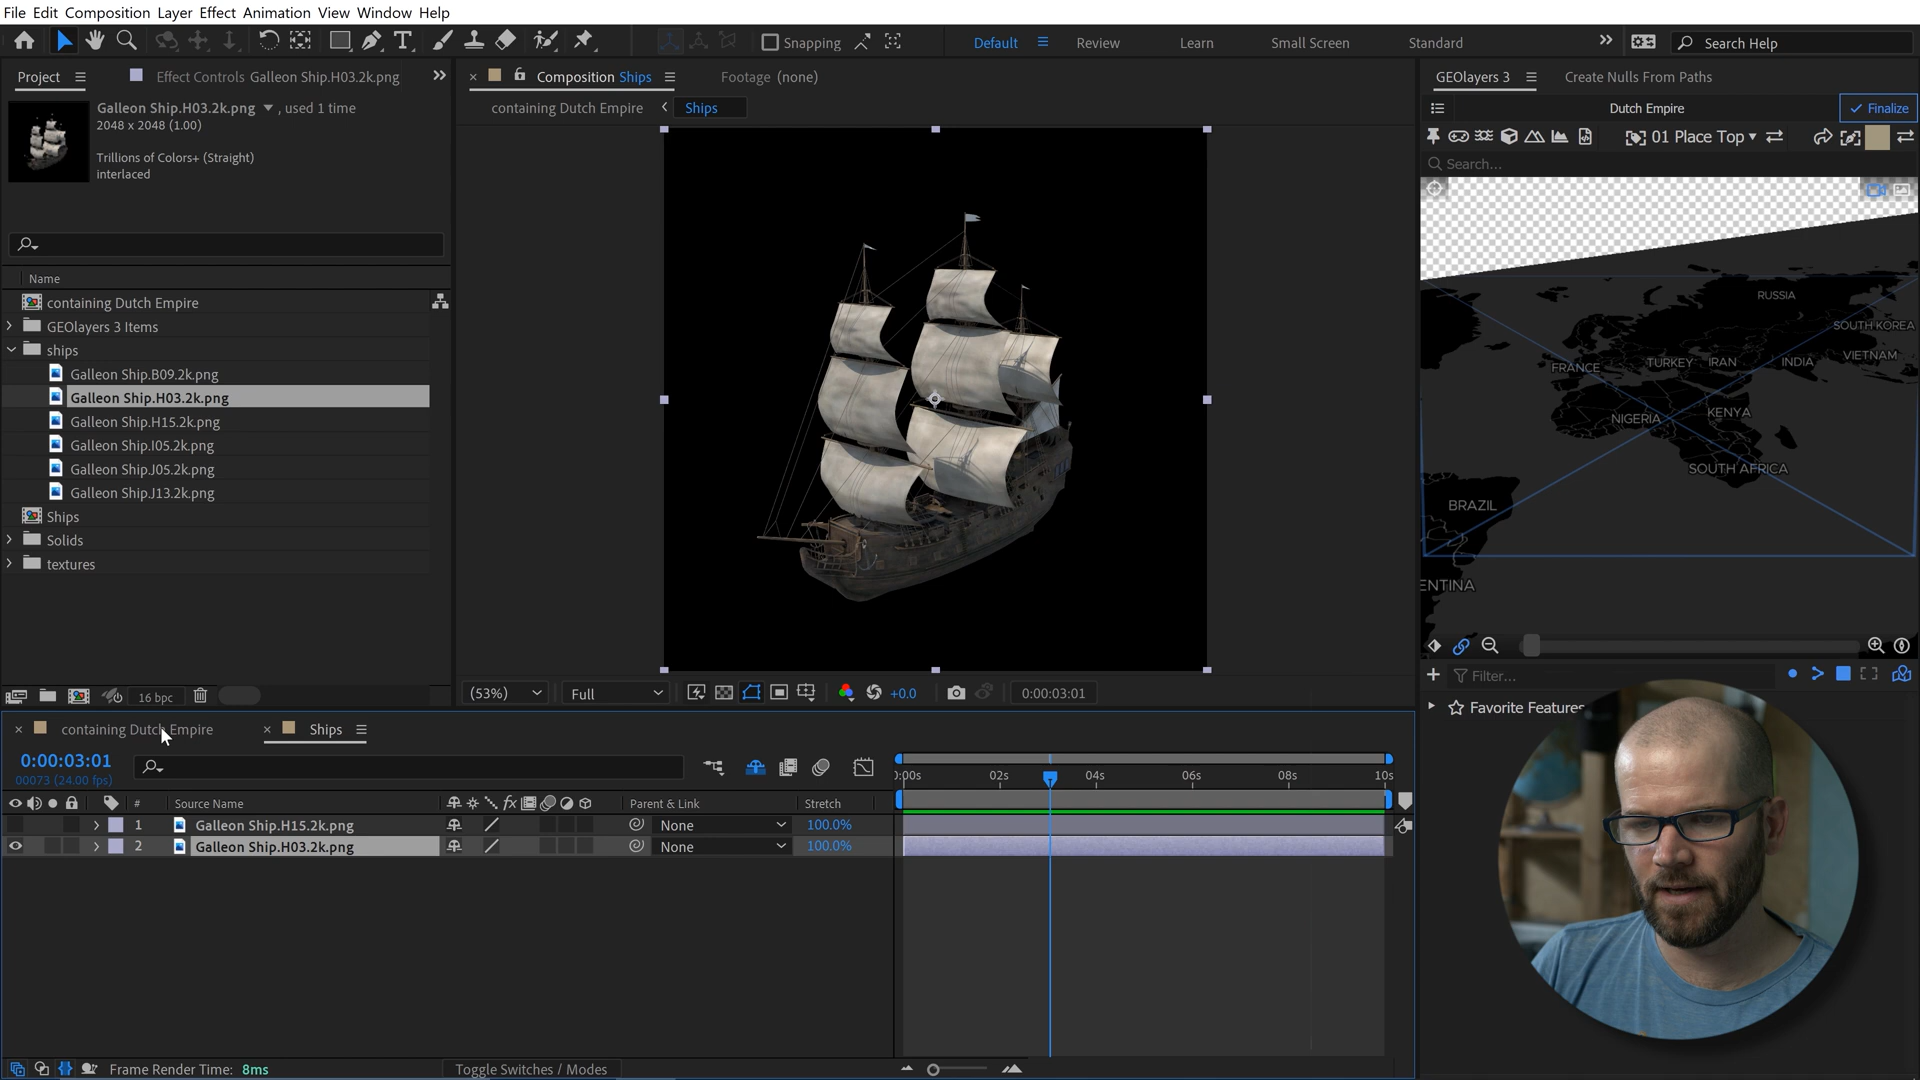 File Edit Composition Layer Effect Animation View Window Help
Snapping
Default
Review
Learn
Small Screen
Standard
Search Help
Project
Effect Controls Galleon Ship.H03.2k.png
Composition Ships
Footage (none)
GEOlayers 3
Create Nulls From Paths
Galleon Ship.H03.2k.png , used 1 time
2048 x 2048 (1.00)
Trillions of Colors+ (Straight)
interlaced
containing Dutch Empire
Ships
Dutch Empire
Finalize
01 Place Top
Search...
Name
containing Dutch Empire
GEOlayers 3 Items
ships
Galleon Ship.B09.2k.png
Galleon Ship.H03.2k.png
Galleon Ship.H15.2k.png
Galleon Ship.I05.2k.png
Galleon Ship.J05.2k.png
Galleon Ship.J13.2k.png
Ships
Solids
textures
RUSSIA
SOUTH KOREA
VIETNAM
FRANCE
TURKEY
IRAN
INDIA
NIGERIA
KENYA
SOUTH AFRICA
BRAZIL
ENTINA
16 bpc
(53%)
Full
+0.0
0:00:03:01
Filter...
Favorite Features
containing Dutch Empire
Ships
0:00:03:01
00073 (24.00 fps)
):00s 02s 04s 06s 08s 10s
# Source Name
fx
Parent & Link
Stretch
1 Galleon Ship.H15.2k.png None 100.0%
2 Galleon Ship.H03.2k.png None 100.0%
Frame Render Time: 8ms
Toggle Switches / Modes